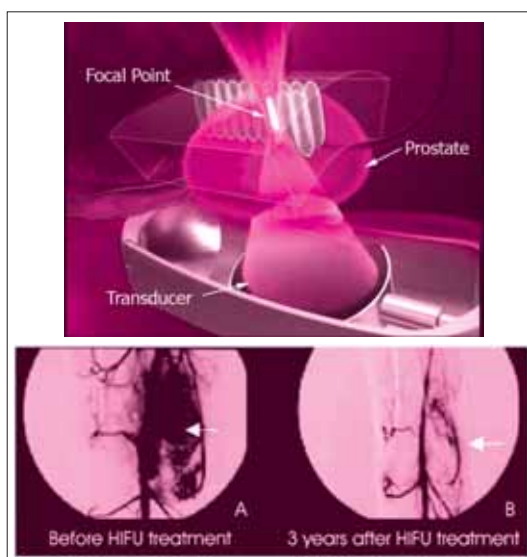 Focal Point
Prostate
Transducer
A
B
Before HIFU treatment
3 years after HIFU treatment